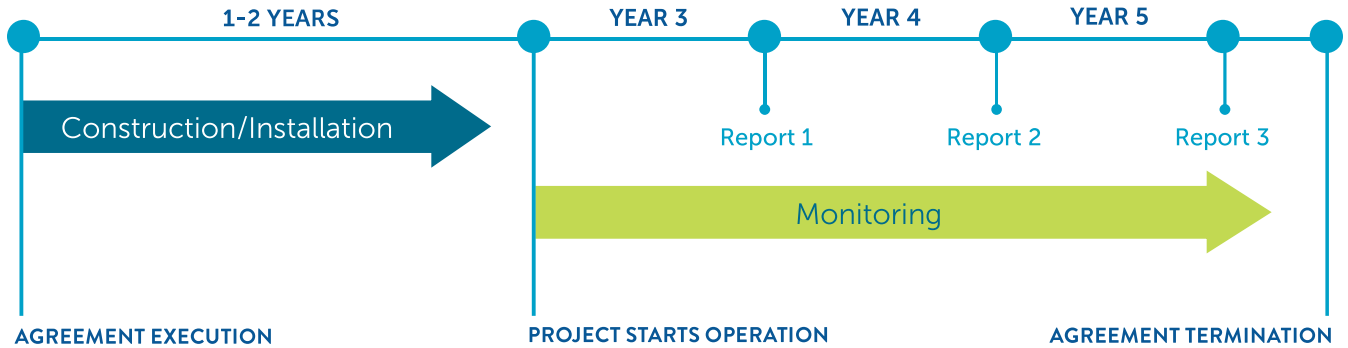 1-2 YEARS
YEAR 3
YEAR 4
YEAR 5
Construction/Installation
Report 1
Report 2
Report 3
Monitoring
AGREEMENT EXECUTION
PROJECT STARTS OPERATION
AGREEMENT TERMINATION